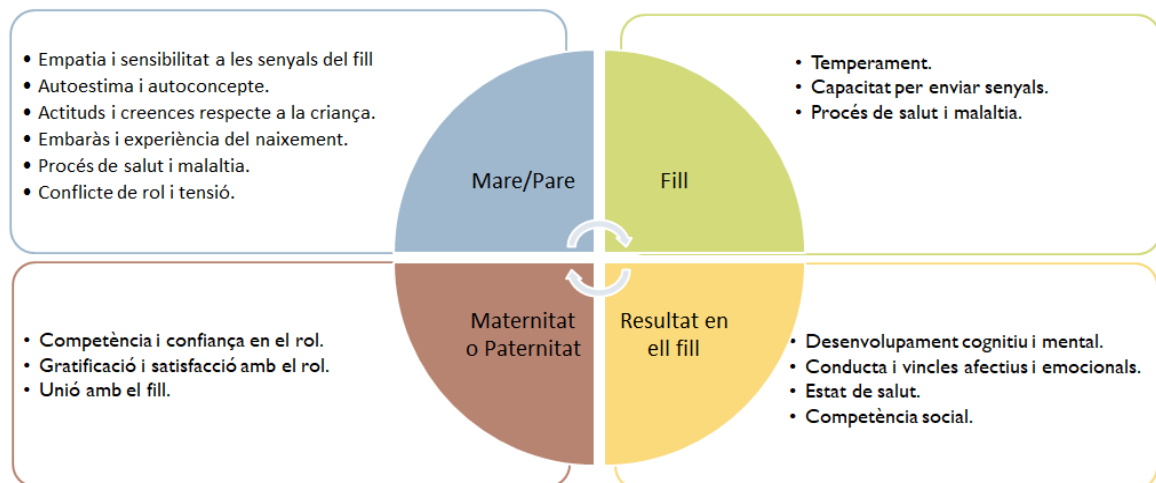 • Empatia i sensibilitat a les senyals del fill
• Autoestima i autoconcepte.
• Actituds i creences respecte a la criança.
• Embaràs i experiència del naixement.
• Procés de salut i malaltia.
• Conflicte de rol i tensió.
Mare/Pare
Fill
• Temperament.
• Capacitat per enviar senyals.
• Procés de salut i malaltia.
• Competència i confiança en el rol.
• Gratificació i satisfacció amb el rol.
• Unió amb el fill.
Maternitat
o Paternitat
Resultat en
ell fill
• Desenvolupament cognitiu i mental.
• Conducta i vincles afectius i emocionals.
• Estat de salut.
• Competència social.